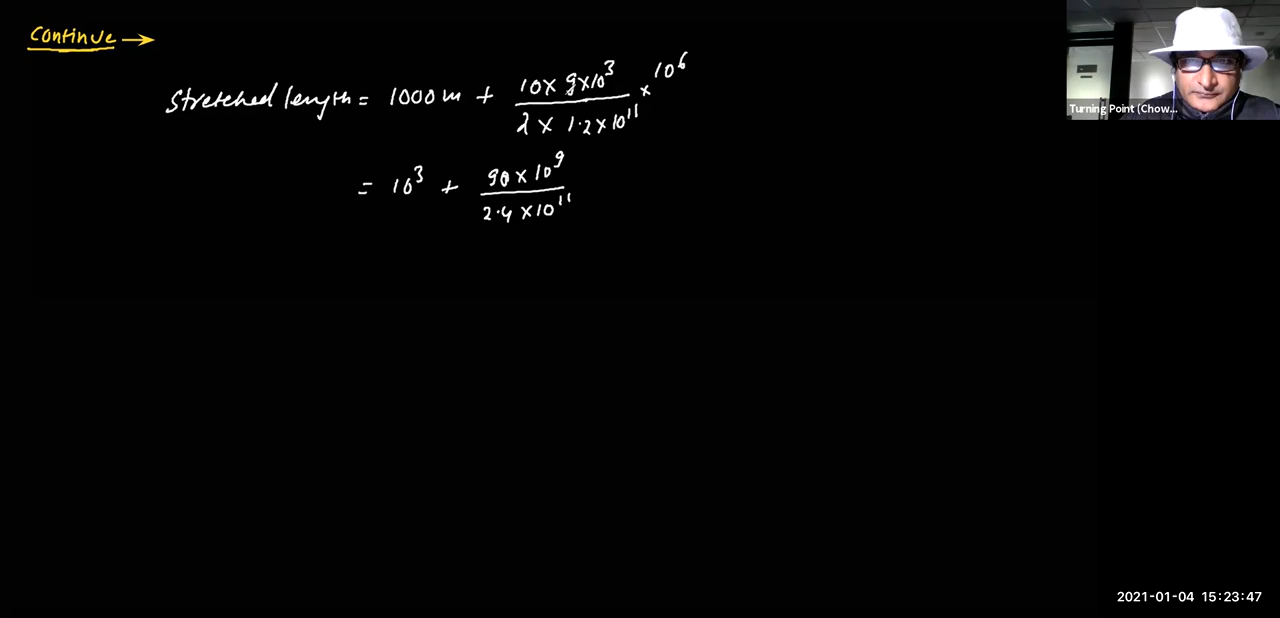 Continue →
Stretched length = 1000 m + (10 × 9×10³)/(2 × 1.2×10¹¹) × 10⁶
= 10³ + (90 × 10⁹)/(2.4 × 10¹¹)
Turning Point (Chow...
2021-01-04 15:23:47